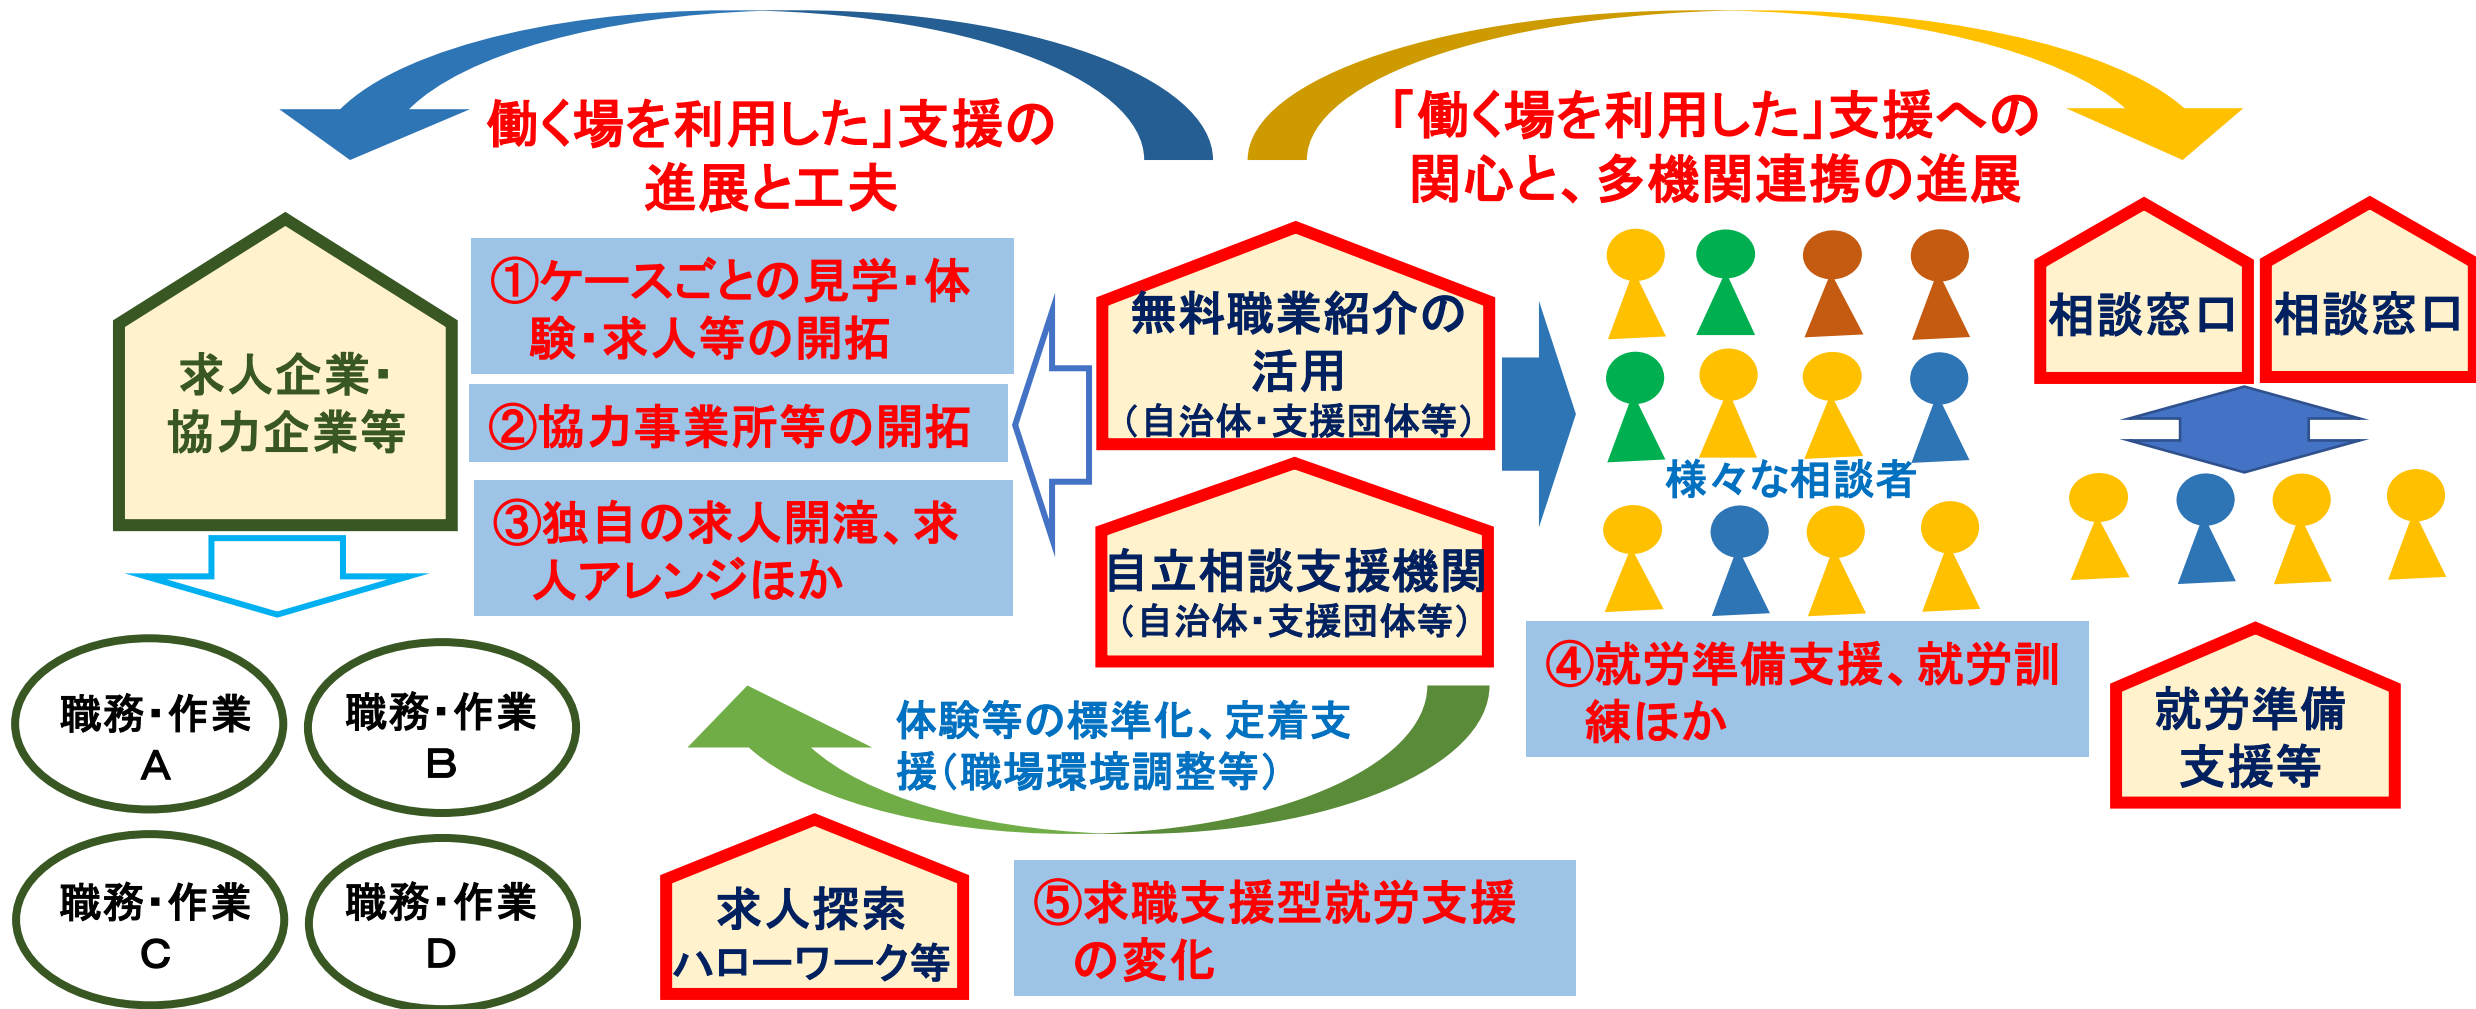 働く場を利用した」支援の
進展と工夫
「働く場を利用した」支援への
関心と、多機関連携の進展
求人企業・
協力企業等
①ケースごとの見学・体
験・求人等の開拓
②協力事業所等の開拓
③独自の求人開滝、求
人アレンジほか
無料職業紹介の
活用
（自治体・支援団体等）
自立相談支援機関
（自治体・支援団体等）
様々な相談者
相談窓口
相談窓口
④就労準備支援、就労訓
練ほか
就労準備
支援等
職務・作業
A
職務・作業
B
職務・作業
C
職務・作業
D
体験等の標準化、定着支
援（職場環境調整等）
求人探索
ハローワーク等
⑤求職支援型就労支援
の変化